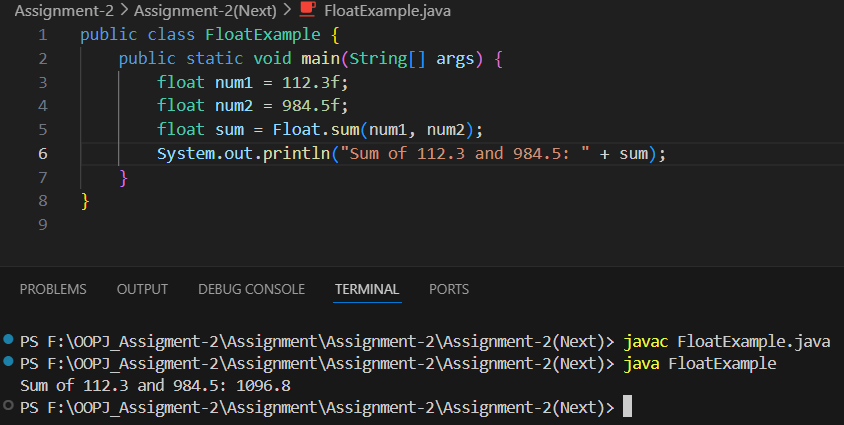 Assignment-2 > Assignment-2(Next) > FloatExample.java
1 public class FloatExample {
2     public static void main(String[] args) {
3         float num1 = 112.3f;
4         float num2 = 984.5f;
5         float sum = Float.sum(num1, num2);
6         System.out.println("Sum of 112.3 and 984.5: " + sum);
7     }
8 }
9
PROBLEMS OUTPUT DEBUG CONSOLE TERMINAL PORTS
PS F:\OOPJ_Assigment-2\Assignment\Assignment-2\Assignment-2(Next)> javac FloatExample.java
PS F:\OOPJ_Assigment-2\Assignment\Assignment-2\Assignment-2(Next)> java FloatExample
Sum of 112.3 and 984.5: 1096.8
PS F:\OOPJ_Assigment-2\Assignment\Assignment-2\Assignment-2(Next)>